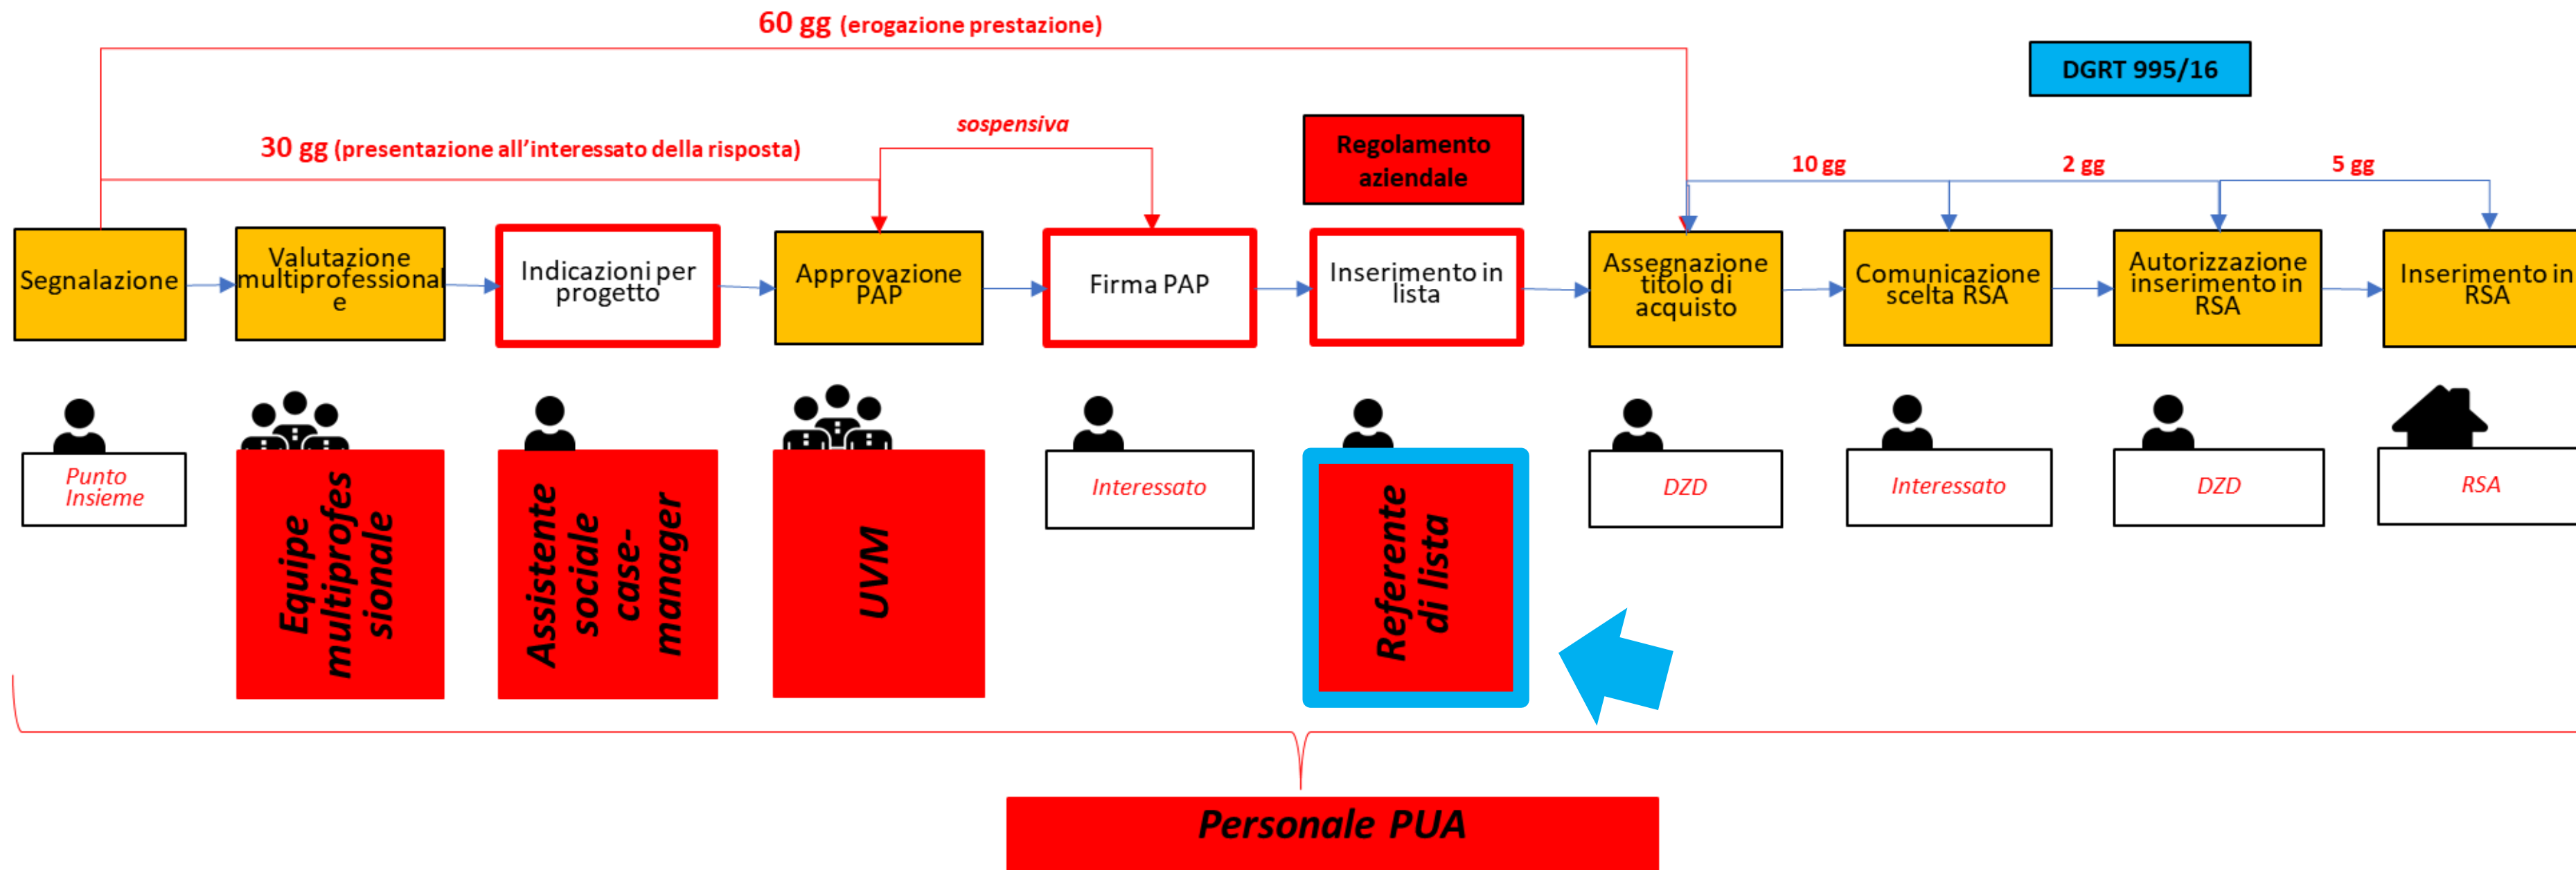 60 gg (erogazione prestazione)
DGRT 995/16
sospensiva
30 gg (presentazione all'interessato della risposta)
Regolamento
aziendale
10 gg
2 gg
5 gg
Segnalazione
Valutazione
multiprofessional
e
Indicazioni per
progetto
Approvazione
PAP
Firma PAP
Inserimento in
lista
Assegnazione
titolo di
acquisto
Comunicazione
scelta RSA
Autorizzazione
inserimento in
RSA
Inserimento in
RSA
Punto
Insieme
Equipe
multiprofes
sionale
Assistente
sociale
case-
manager
UVM
Interessato
Referente
di lista
DZD
Interessato
DZD
RSA
Personale PUA